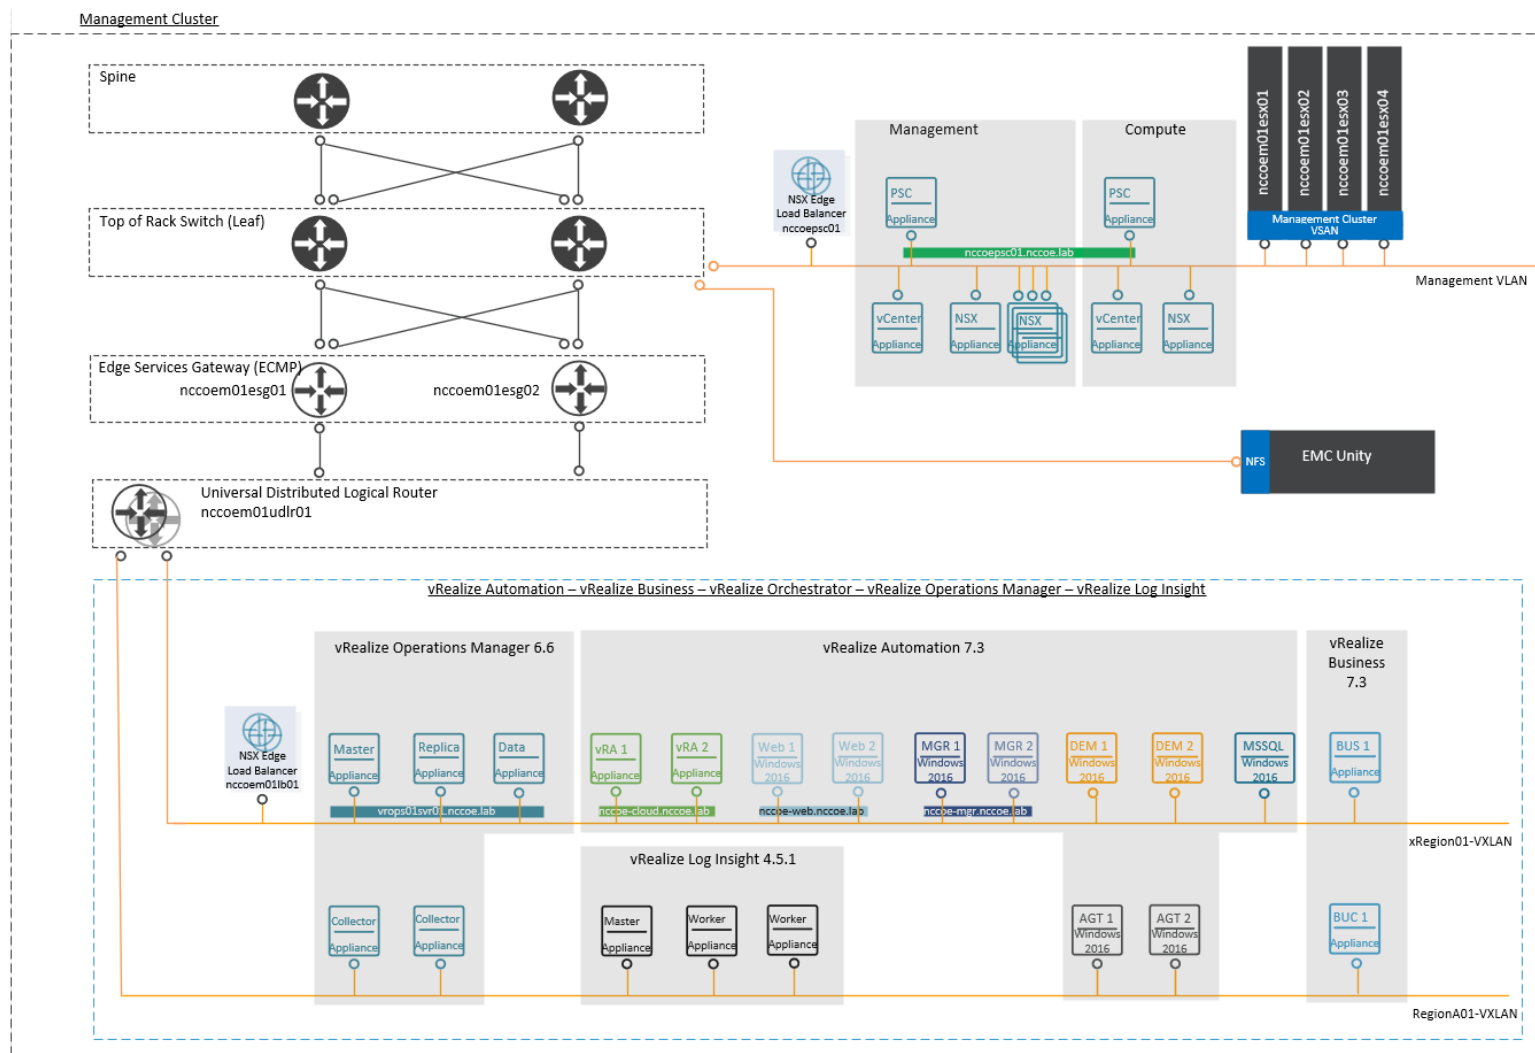 Management Cluster
Spine
Top of Rack Switch (Leaf)
Edge Services Gateway (ECMP)
nccoem01esg01
nccoem01esg02
Universal Distributed Logical Router
nccoem01udlr01
NSX Edge
Load Balancer
nccoepsc01
Management
PSC
Appliance
Compute
PSC
Appliance
nccoepsc01.nccoe.lab
vCenter
Appliance
NSX
Appliance
NSX
Appliance
vCenter
Appliance
NSX
Appliance
nccoem01esx01
nccoem01esx02
nccoem01esx03
nccoem01esx04
Management Cluster
VSAN
Management VLAN
NFS
EMC Unity
vRealize Automation – vRealize Business – vRealize Orchestrator – vRealize Operations Manager – vRealize Log Insight
NSX Edge
Load Balancer
nccoem01lb01
vRealize Operations Manager 6.6
Master
Appliance
Replica
Appliance
Data
Appliance
vrops01svr01.nccoe.lab
vRealize Automation 7.3
vRA 1
Appliance
vRA 2
Appliance
nccoe-cloud.nccoe.lab
Web 1
Windows
2016
Web 2
Windows
2016
nccoe-web.nccoe.lab
MGR 1
Windows
2016
MGR 2
Windows
2016
nccoe-mgr.nccoe.lab
DEM 1
Windows
2016
DEM 2
Windows
2016
MSSQL
Windows
2016
vRealize
Business
7.3
BUS 1
Appliance
xRegion01-VXLAN
Collector
Appliance
Collector
Appliance
vRealize Log Insight 4.5.1
Master
Appliance
Worker
Appliance
Worker
Appliance
AGT 1
Windows
2016
AGT 2
Windows
2016
BUC 1
Appliance
RegionA01-VXLAN